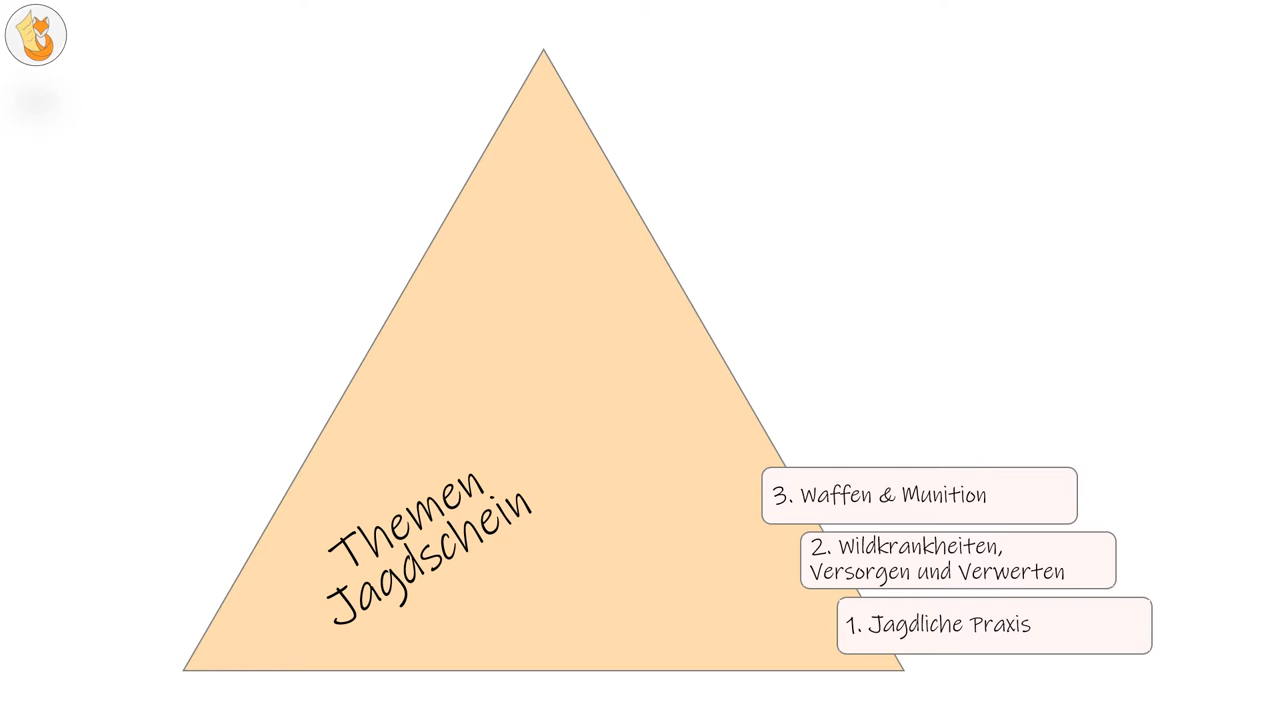 3. Waffen & Munition
2. Wildkrankheiten,
Versorgen und Verwerten
1. Jagdliche Praxis
Themen
Jagdschein